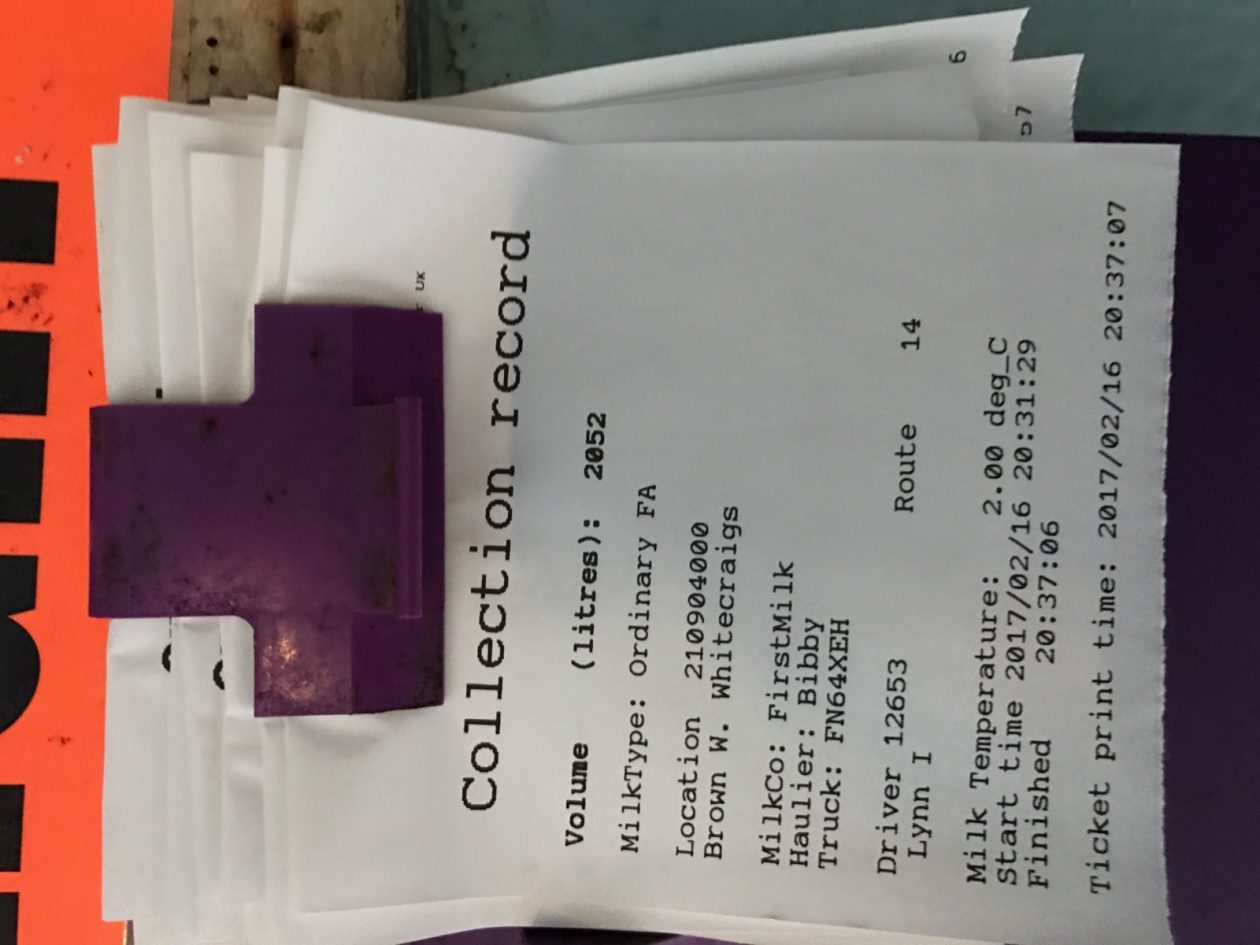 Collection record
Volume (litres): 2052
MilkType: Ordinary FA
Location 210904000
Brown W. Whitecraigs
MilkCo: FirstMilk
Haulier: Bibby
Truck: FN64XEH
Driver 12653 Route 14
Lynn I
Milk Temperature: 2.00 deg_C
Start time 2017/02/16 20:31:29
Finished 20:37:06
Ticket print time: 2017/02/16 20:37:07
6